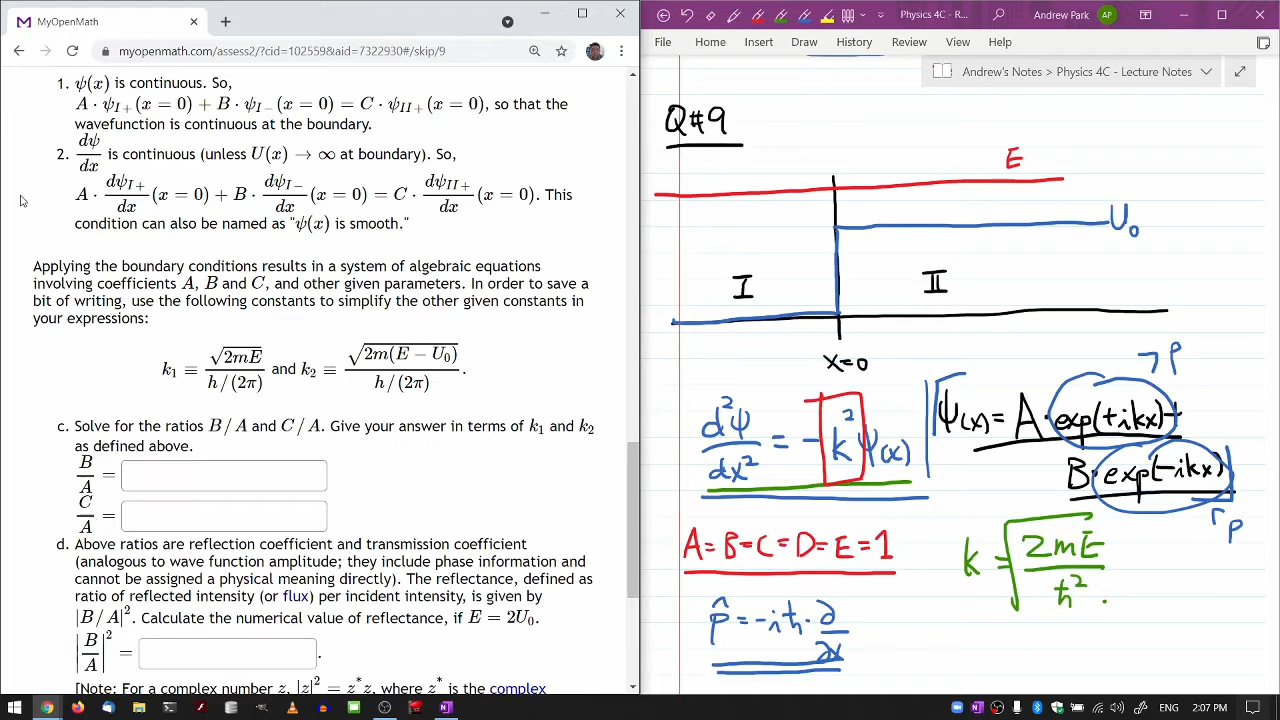 MyOpenMath
myopenmath.com/assess2/?cid=102559&aid=7322930#/skip/9
1. ψ(x) is continuous. So,
A · ψ_{I+}(x = 0) + B · ψ_{I−}(x = 0) = C · ψ_{II+}(x = 0), so that the
wavefunction is continuous at the boundary.
2. dψ/dx is continuous (unless U(x) → ∞ at boundary). So,
A · dψ_{I+}/dx (x = 0) + B · dψ_{I−}/dx (x = 0) = C · dψ_{II+}/dx (x = 0). This
condition can also be named as "ψ(x) is smooth."
Applying the boundary conditions results in a system of algebraic equations
involving coefficients A, B and C, and other given parameters. In order to save a
bit of writing, use the following constants to simplify the other given constants in
your expressions:
k₁ ≡ √(2mE)/(h/(2π)) and k₂ ≡ √(2m(E − U₀))/(h/(2π)).
c. Solve for the ratios B/A and C/A. Give your answer in terms of k₁ and k₂
as defined above.
B/A =
C/A =
d. Above ratios are reflection coefficient and transmission coefficient
(analogous to wave function amplitude; they include phase information and
cannot be assigned a physical meaning directly). The reflectance, defined as
ratio of reflected intensity (or flux) per incident intensity, is given by
|B/A|². Calculate the numerical value of reflectance, if E = 2U₀.
|B/A|² = .
[Note: For a complex number z, |z|² = z*z, where z* is the complex
Physics 4C - R...
Andrew Park
AP
File Home Insert Draw History Review View Help
Andrew's Notes > Physics 4C - Lecture Notes
Q#9
E
U₀
I
II
x=0
d²ψ/dx² = -k² ψ(x)
ψ(x) = A·exp(+ikx)+
B·exp(-ikx)
→ p
A=B=C=D=E=1
k = √(2mE/ħ²).
p̂ = -iħ · ∂/∂x
ENG 2:07 PM